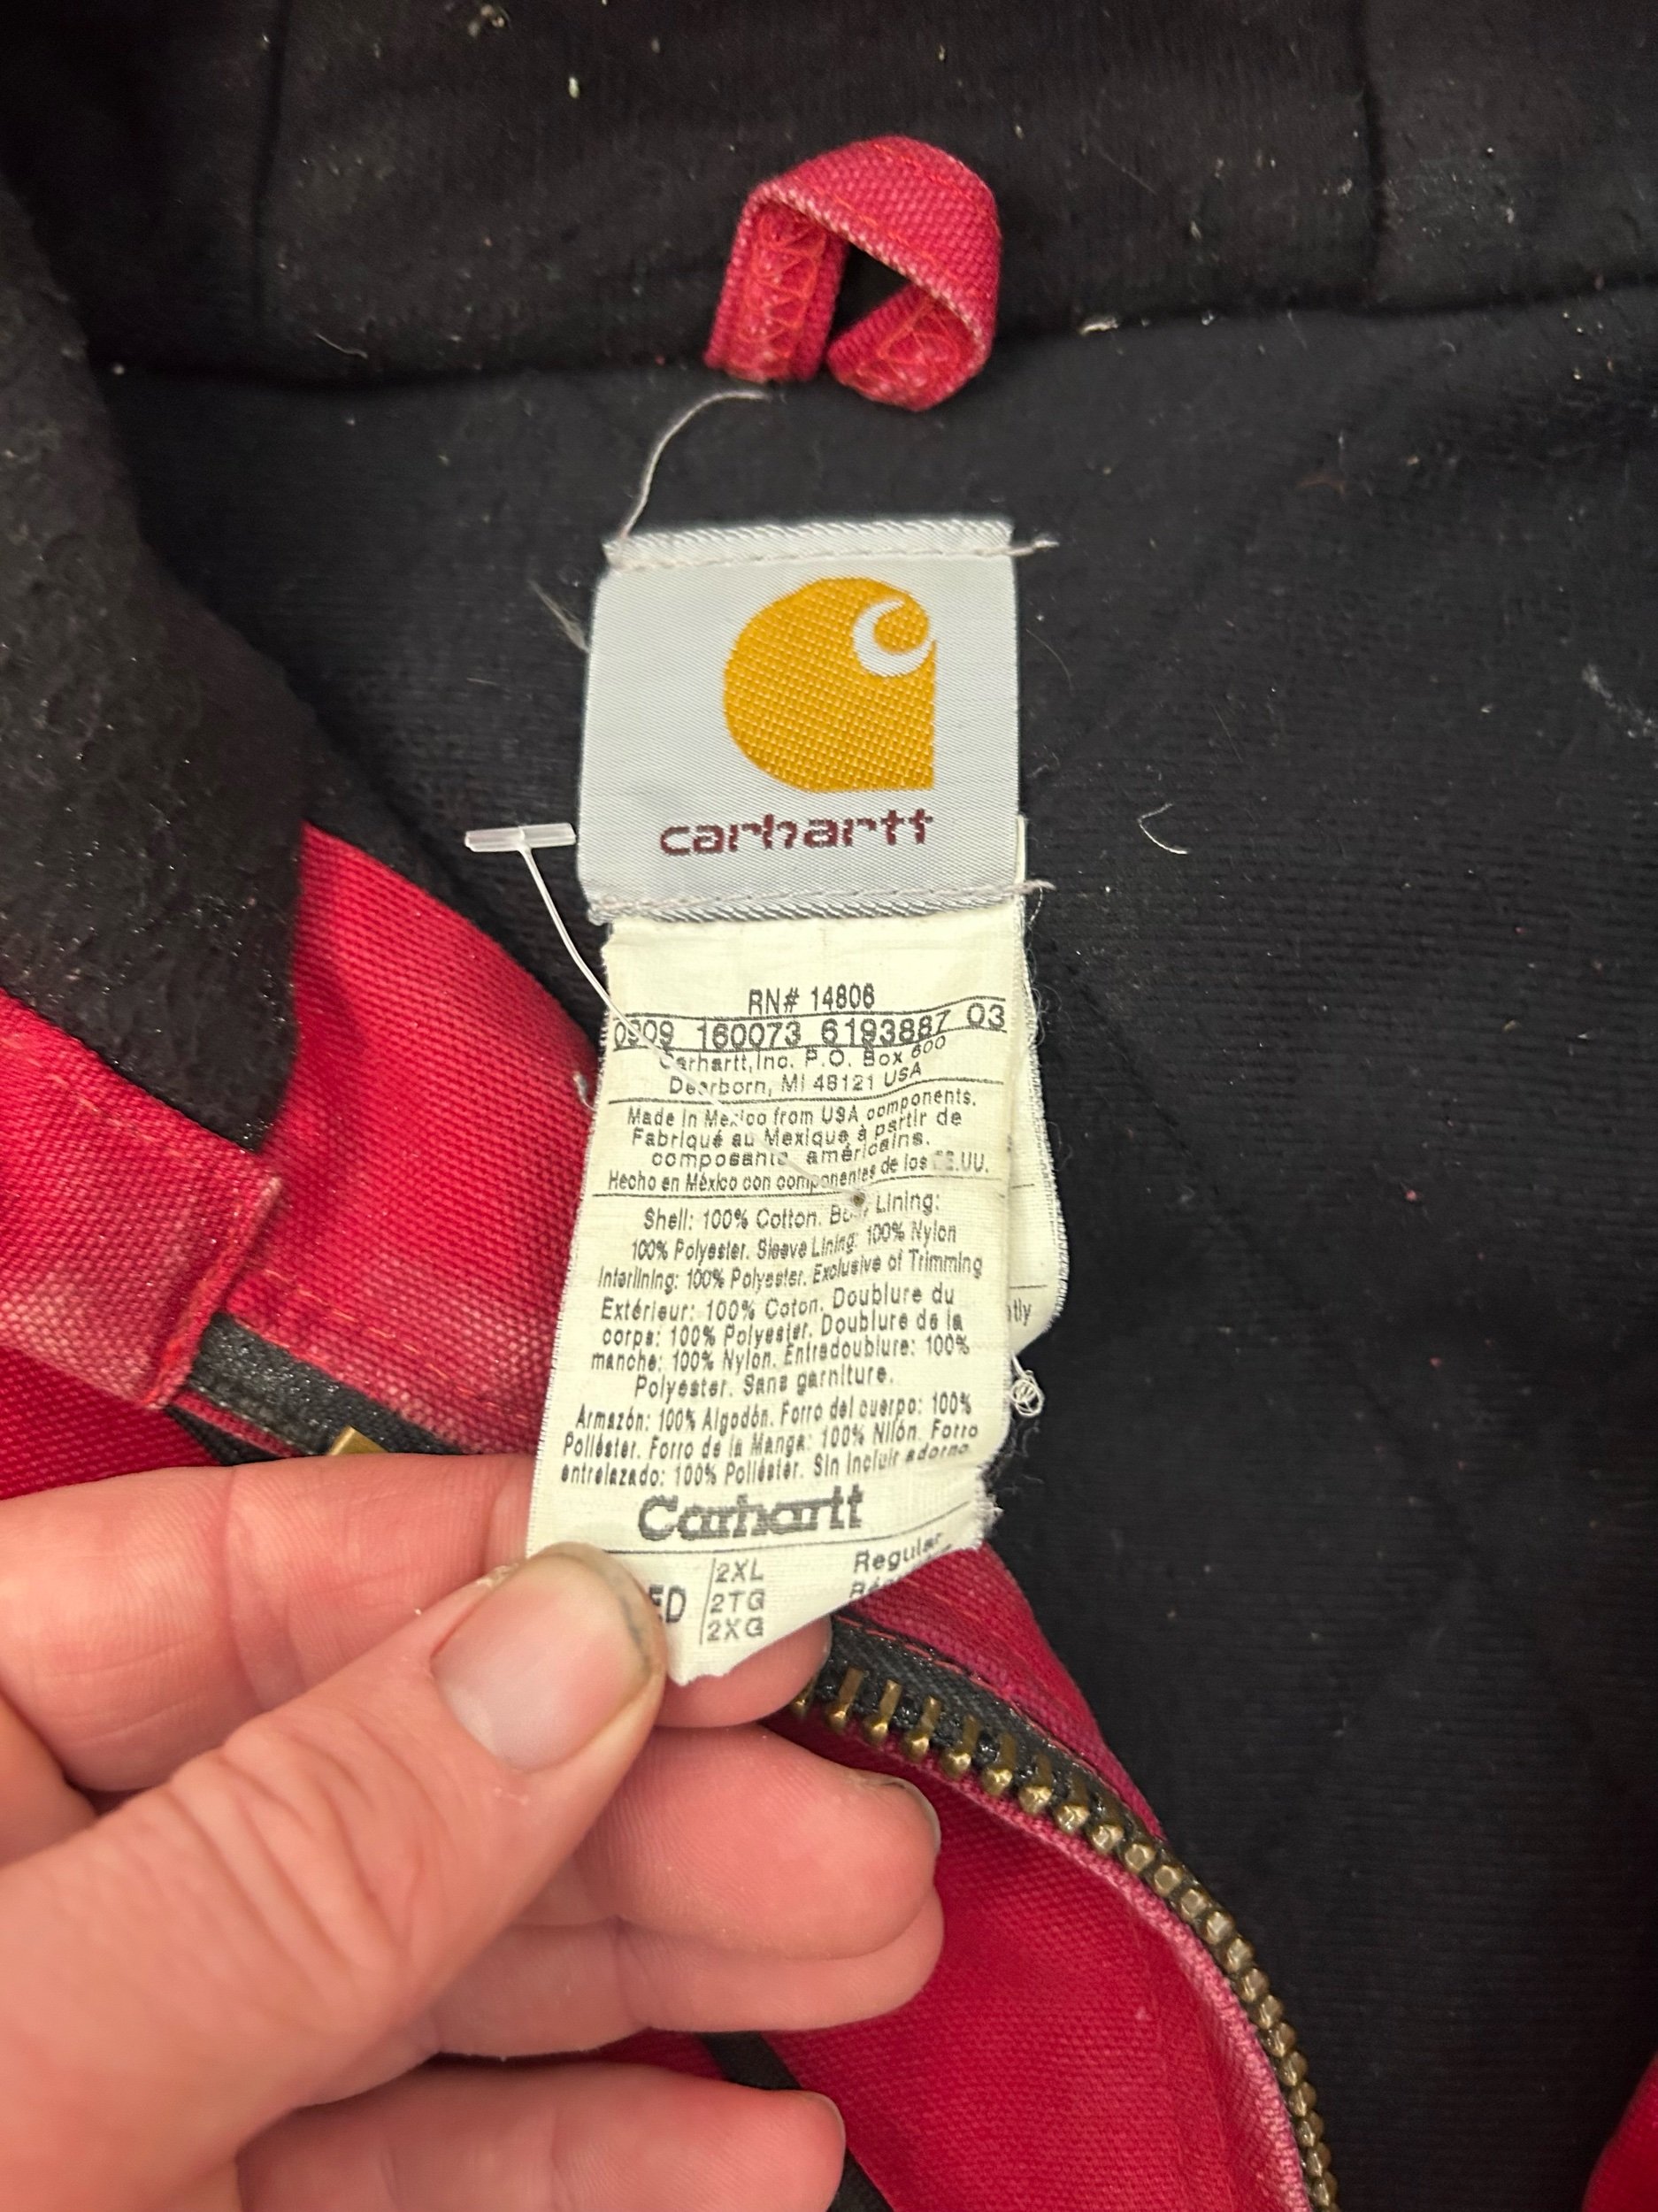 carhartt
RN# 14806
0909 160073 6193887 03
Carhartt,Inc. P.O. Box 600
Dearborn, MI 48121 USA
Made in Mexico from USA components.
Fabriqué au Mexique à partir de
composants américains.
Hecho en México con componentes de los EE.UU.
Shell: 100% Cotton. Body Lining:
100% Polyester. Sleeve Lining: 100% Nylon
Interlining: 100% Polyester. Exclusive of Trimming
Extérieur: 100% Coton. Doublure du
corps: 100% Polyester. Doublure de la
manche: 100% Nylon. Entredoublure: 100%
Polyester. Sans garniture.
Armazón: 100% Algodón. Forro del cuerpo: 100%
Poliéster. Forro de la Manga: 100% Nilón. Forro
entrelazado: 100% Poliéster. Sin incluir adorno
Carhartt
2XL Regular
ED 2TG
2XG